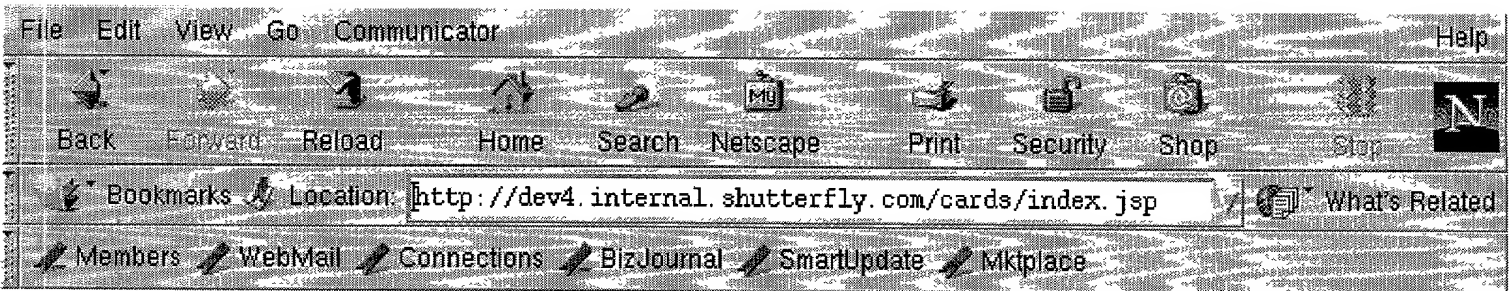 File Edit View Go Communicator Help
My N
Back Forward Reload Home Search Netscape Print Security Shop Stop
Bookmarks Location: http://dev4.internal.shutterfly.com/cards/index.jsp What's Related
Members WebMail Connections BizJournal SmartUpdate Mktplace